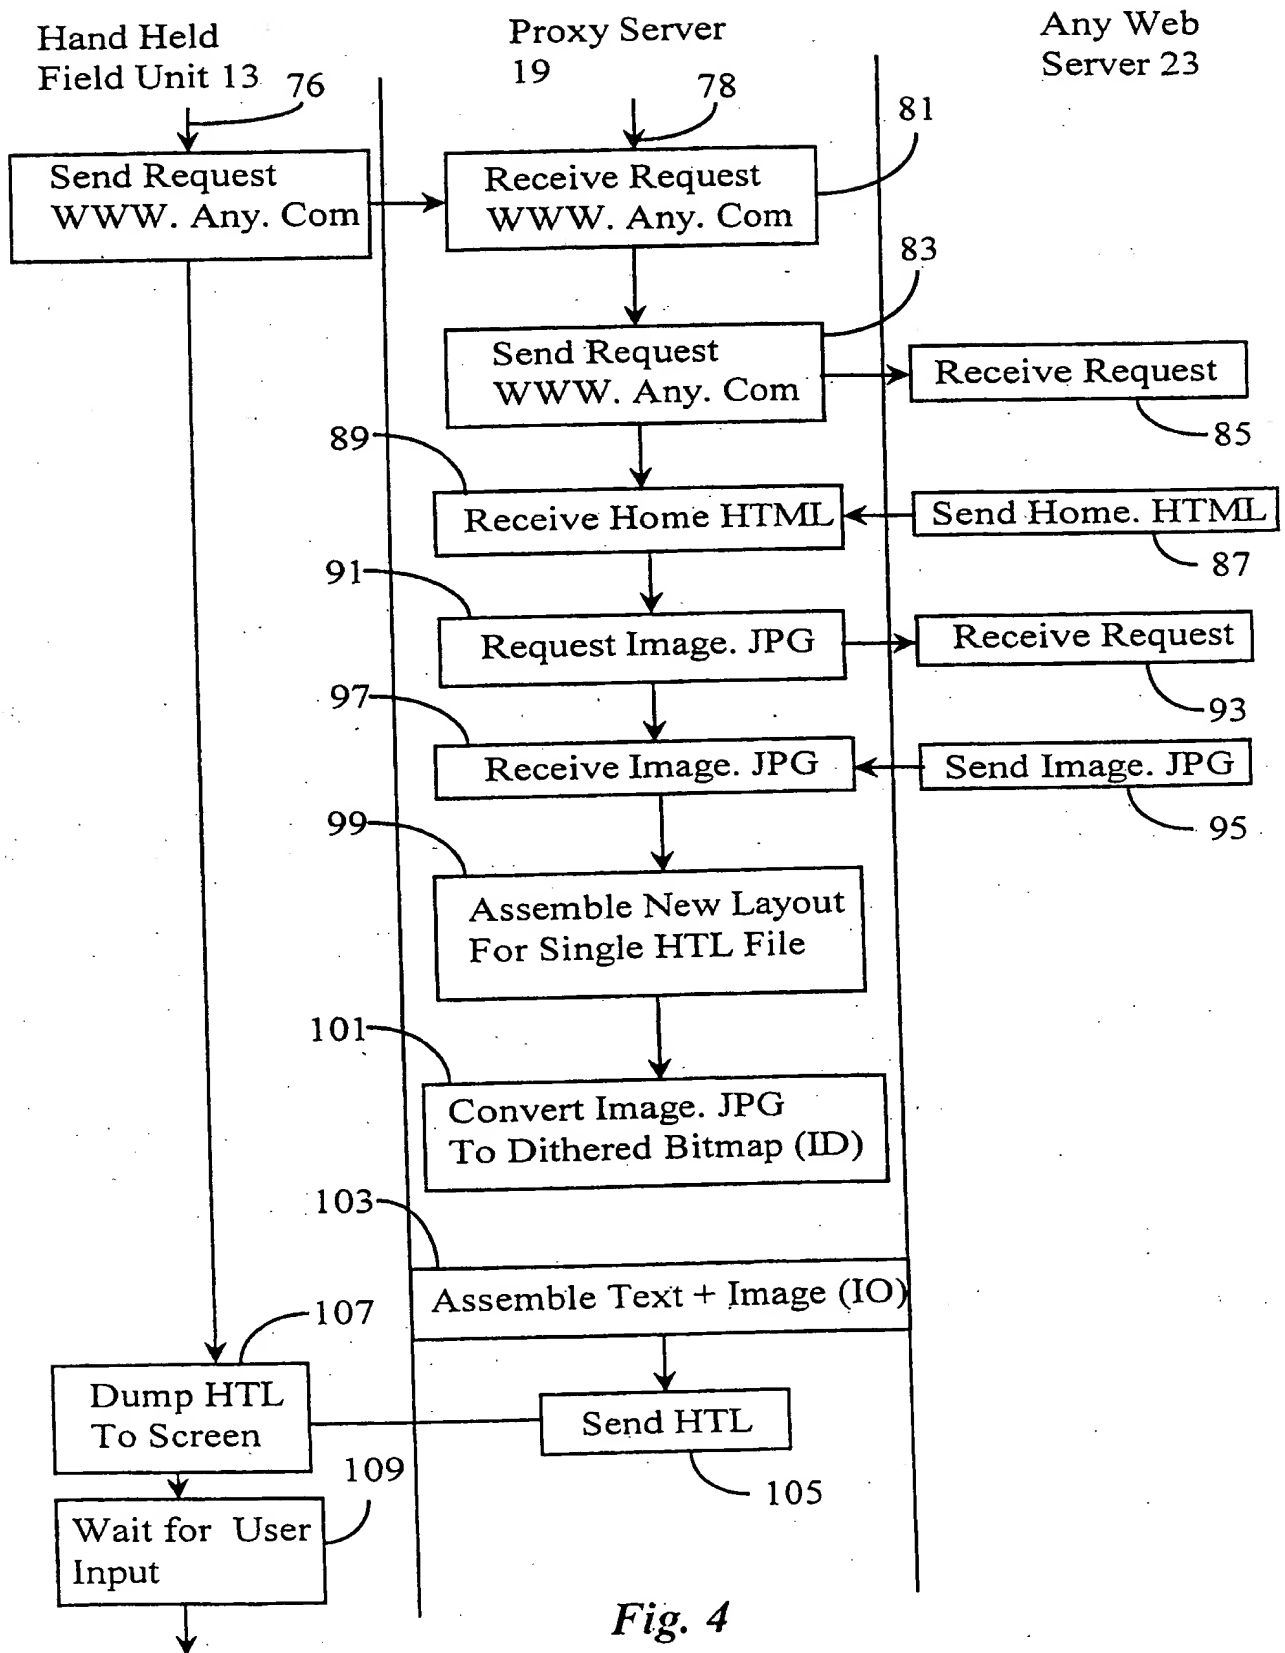 Hand Held
Field Unit 13
76
Proxy Server
19
78
Any Web
Server 23
81
Send Request
WWW. Any. Com
Receive Request
WWW. Any. Com
83
Send Request
WWW. Any. Com
Receive Request
85
89
Receive Home HTML
Send Home. HTML
87
91
Request Image. JPG
Receive Request
93
97
Receive Image. JPG
Send Image. JPG
95
99
Assemble New Layout
For Single HTL File
101
Convert Image. JPG
To Dithered Bitmap (ID)
103
Assemble Text + Image (IO)
107
Dump HTL
To Screen
Send HTL
105
109
Wait for User
Input
Fig. 4